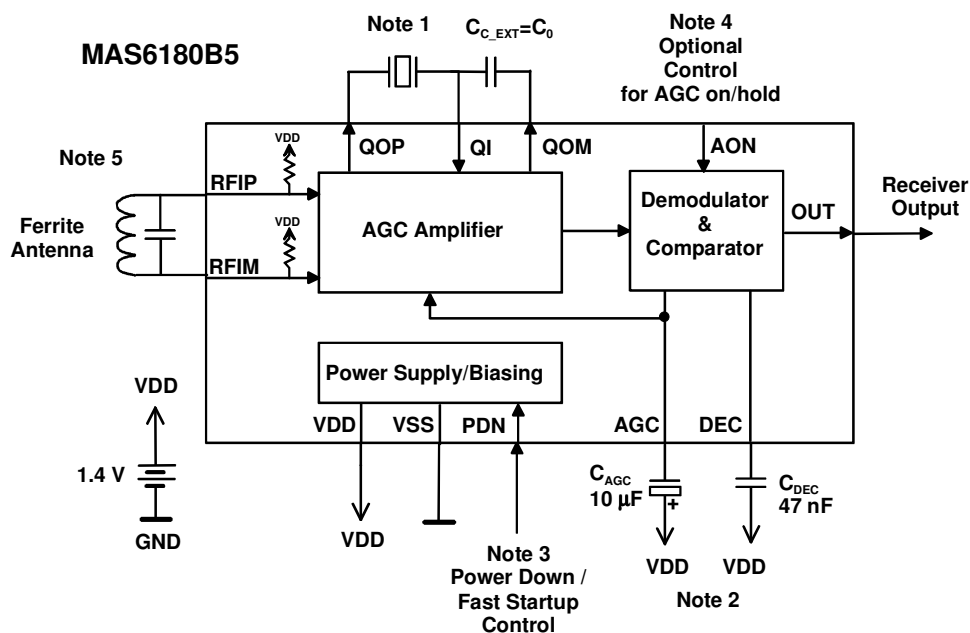 MAS6180B5
Note 1
C_C_EXT=C_0
Note 4
Optional
Control
for AGC on/hold
QOP
QI
QOM
AON
Note 5
VDD
RFIP
Ferrite
Antenna
VDD
RFIM
AGC Amplifier
Demodulator
&
Comparator
OUT
Receiver
Output
Power Supply/Biasing
VDD
VSS
PDN
AGC
DEC
VDD
1.4 V
GND
VDD
Note 3
Power Down /
Fast Startup
Control
C_AGC
10 µF
+
C_DEC
47 nF
VDD
VDD
Note 2